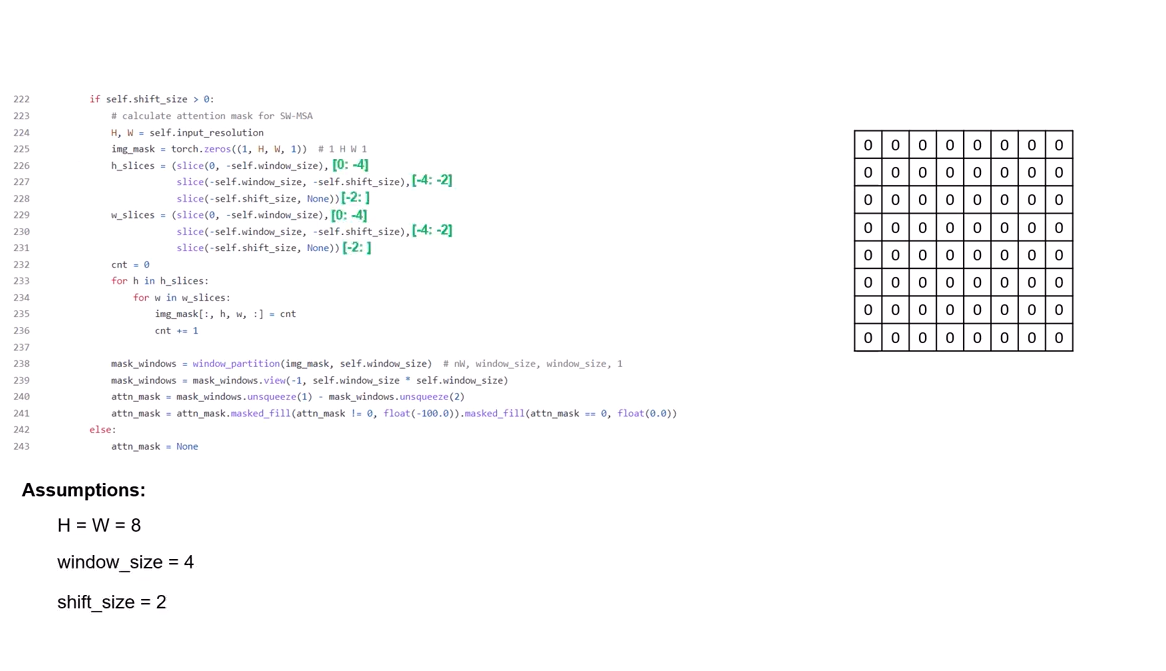 222 if self.shift_size > 0:
223 # calculate attention mask for SW-MSA
224 H, W = self.input_resolution
225 img_mask = torch.zeros((1, H, W, 1)) # 1 H W 1
226 h_slices = (slice(0, -self.window_size), [0: -4]
227 slice(-self.window_size, -self.shift_size), [-4: -2]
228 slice(-self.shift_size, None)) [-2: ]
229 w_slices = (slice(0, -self.window_size), [0: -4]
230 slice(-self.window_size, -self.shift_size), [-4: -2]
231 slice(-self.shift_size, None)) [-2: ]
232 cnt = 0
233 for h in h_slices:
234 for w in w_slices:
235 img_mask[:, h, w, :] = cnt
236 cnt += 1
237
238 mask_windows = window_partition(img_mask, self.window_size) # nW, window_size, window_size, 1
239 mask_windows = mask_windows.view(-1, self.window_size * self.window_size)
240 attn_mask = mask_windows.unsqueeze(1) - mask_windows.unsqueeze(2)
241 attn_mask = attn_mask.masked_fill(attn_mask != 0, float(-100.0)).masked_fill(attn_mask == 0, float(0.0))
242 else:
243 attn_mask = None
0 0 0 0 0 0 0 0
0 0 0 0 0 0 0 0
0 0 0 0 0 0 0 0
0 0 0 0 0 0 0 0
0 0 0 0 0 0 0 0
0 0 0 0 0 0 0 0
0 0 0 0 0 0 0 0
0 0 0 0 0 0 0 0
Assumptions:
H = W = 8
window_size = 4
shift_size = 2